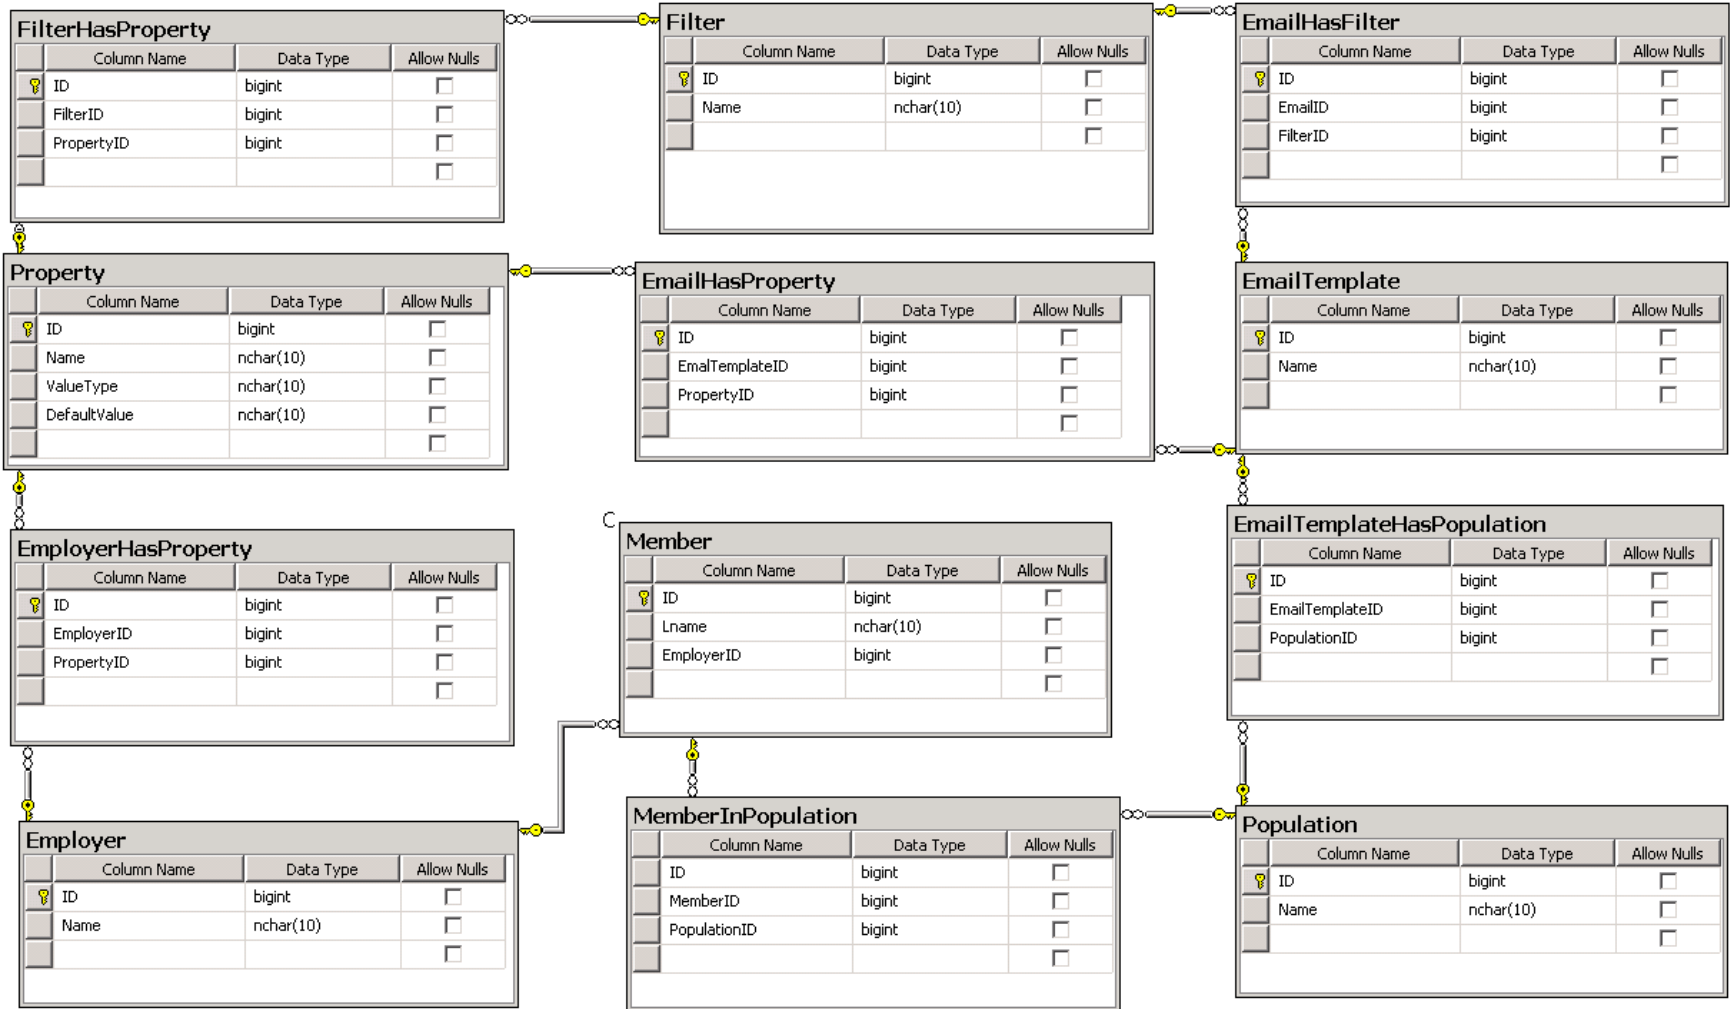 FilterHasProperty
Column Name Data Type Allow Nulls
ID bigint
FilterID bigint
PropertyID bigint
Filter
Column Name Data Type Allow Nulls
ID bigint
Name nchar(10)
EmailHasFilter
Column Name Data Type Allow Nulls
ID bigint
EmailID bigint
FilterID bigint
Property
Column Name Data Type Allow Nulls
ID bigint
Name nchar(10)
ValueType nchar(10)
DefaultValue nchar(10)
EmailHasProperty
Column Name Data Type Allow Nulls
ID bigint
EmalTemplateID bigint
PropertyID bigint
EmailTemplate
Column Name Data Type Allow Nulls
ID bigint
Name nchar(10)
EmployerHasProperty
Column Name Data Type Allow Nulls
ID bigint
EmployerID bigint
PropertyID bigint
Member
Column Name Data Type Allow Nulls
ID bigint
Lname nchar(10)
EmployerID bigint
EmailTemplateHasPopulation
Column Name Data Type Allow Nulls
ID bigint
EmailTemplateID bigint
PopulationID bigint
Employer
Column Name Data Type Allow Nulls
ID bigint
Name nchar(10)
MemberInPopulation
Column Name Data Type Allow Nulls
ID bigint
MemberID bigint
PopulationID bigint
Population
Column Name Data Type Allow Nulls
ID bigint
Name nchar(10)